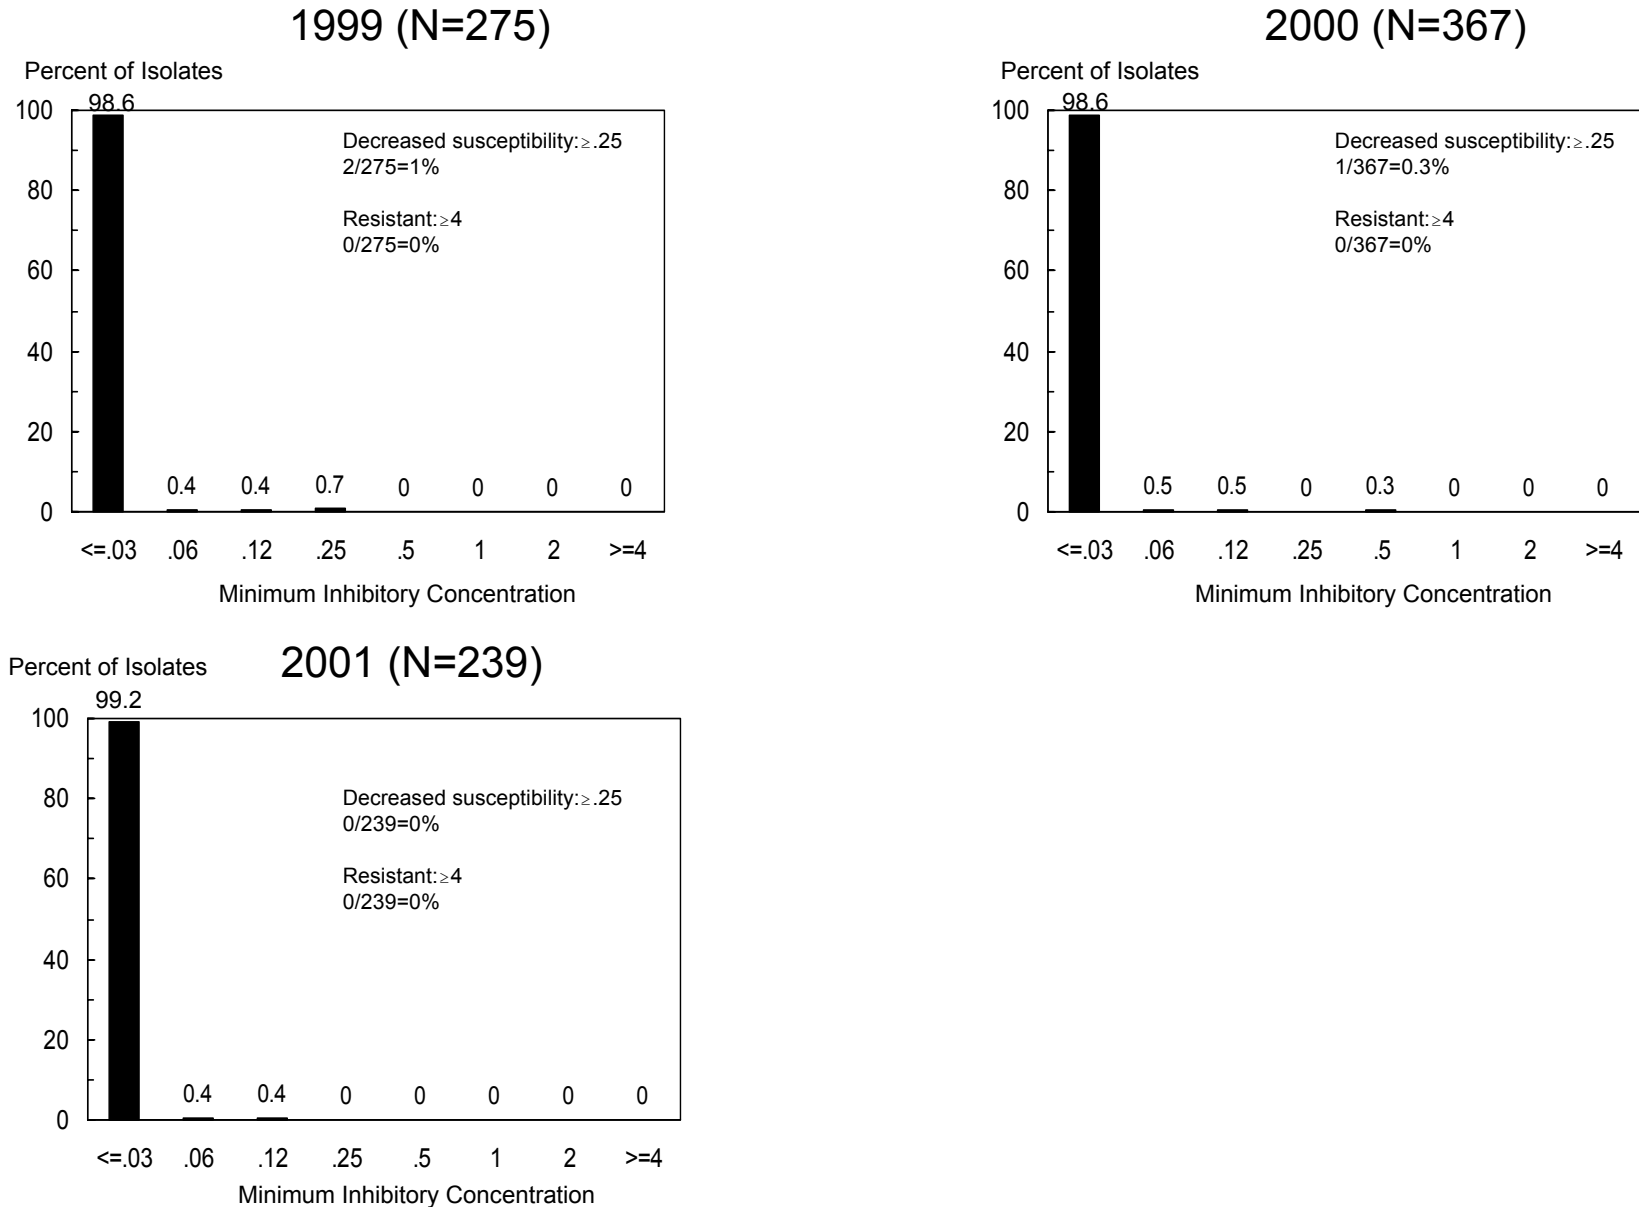 1999 (N=275)
Percent of Isolates
98.6
100
80
60
40
20
0
Decreased susceptibility:≥.25
2/275=1%
Resistant:≥4
0/275=0%
0.4 0.4 0.7 0 0 0 0
<=.03 .06 .12 .25 .5 1 2 >=4
Minimum Inhibitory Concentration
2000 (N=367)
Percent of Isolates
98.6
100
80
60
40
20
0
Decreased susceptibility:≥.25
1/367=0.3%
Resistant:≥4
0/367=0%
0.5 0.5 0 0.3 0 0 0
<=.03 .06 .12 .25 .5 1 2 >=4
Minimum Inhibitory Concentration
2001 (N=239)
Percent of Isolates
99.2
100
80
60
40
20
0
Decreased susceptibility:≥.25
0/239=0%
Resistant:≥4
0/239=0%
0.4 0.4 0 0 0 0 0
<=.03 .06 .12 .25 .5 1 2 >=4
Minimum Inhibitory Concentration